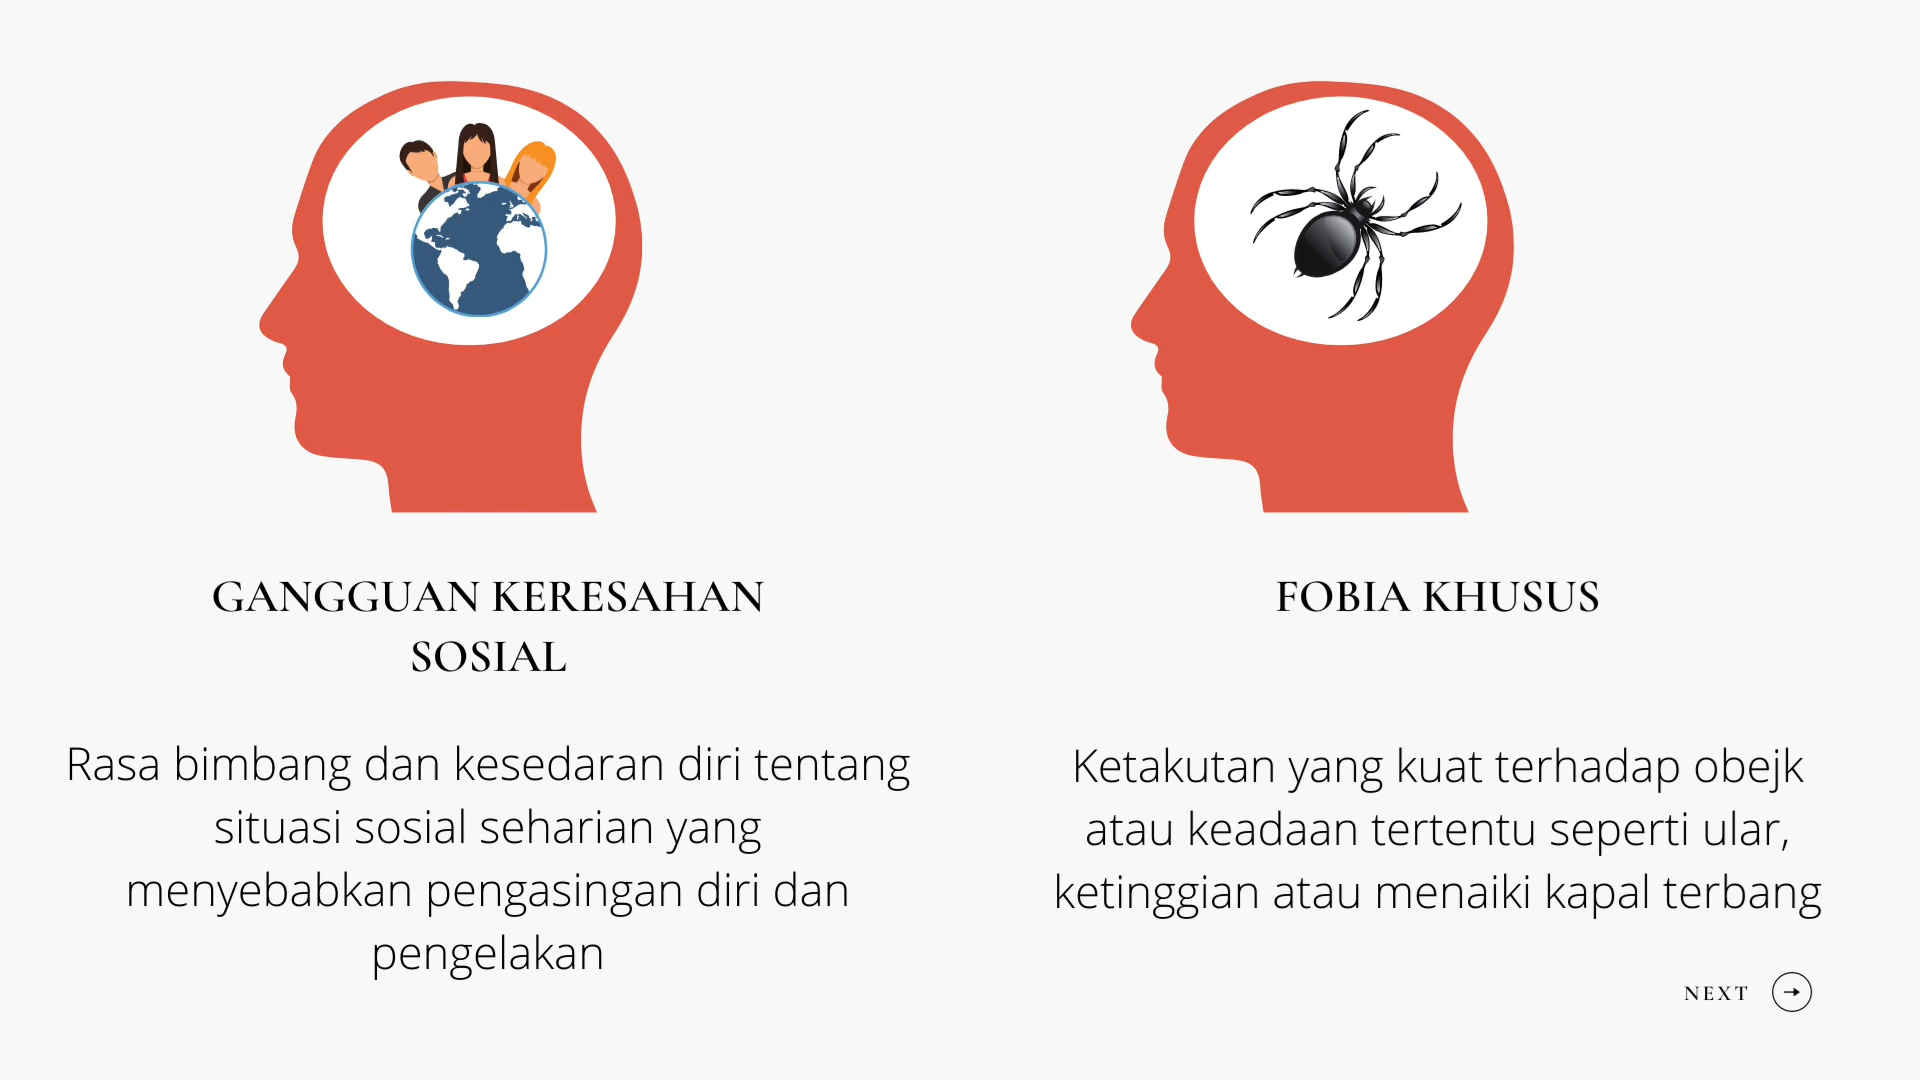 GANGGUAN KERESAHAN
SOSIAL
Rasa bimbang dan kesedaran diri tentang
situasi sosial seharian yang
menyebabkan pengasingan diri dan
pengelakan
FOBIA KHUSUS
Ketakutan yang kuat terhadap obejk
atau keadaan tertentu seperti ular,
ketinggian atau menaiki kapal terbang
NEXT